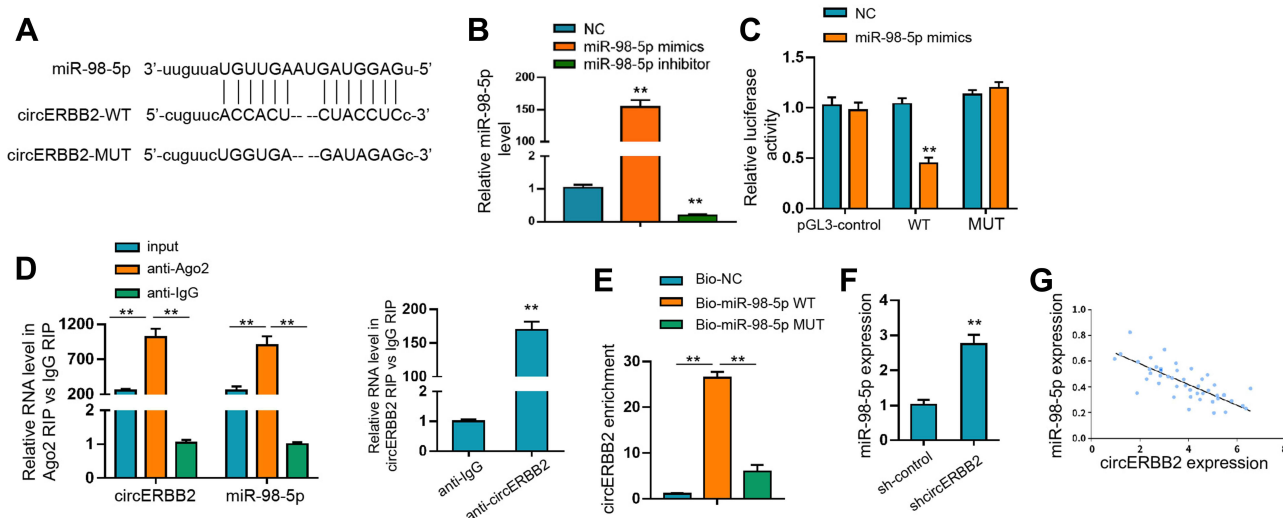 A
miR-98-5p 3'-uuguuaUGUUGAAUGAUGGAGu-5'
circERBB2-WT 5'-cuguucACCACU-- --CUACCUCc-3'
circERBB2-MUT 5'-cuguucUGGUGA-- --GAUAGAGc-3'
B
NC
miR-98-5p mimics
miR-98-5p inhibitor
Relative miR-98-5p
level
200
150
100
2
1
0
**
**
C
NC
miR-98-5p mimics
Relative luciferase
activity
1.5
1.0
0.5
0.0
**
pGL3-control WT MUT
D
input
anti-Ago2
anti-IgG
Relative RNA level in
Ago2 RIP vs IgG RIP
1200
700
200
2
1
0
** ** ** **
circERBB2 miR-98-5p
Relative RNA level in
circERBB2 RIP vs IgG RIP
200
150
100
2
1
0
**
anti-IgG
anti-circERBB2
E
Bio-NC
Bio-miR-98-5p WT
Bio-miR-98-5p MUT
circERBB2 enrichment
30
20
10
0
** **
F
miR-98-5p expression
4
3
2
1
0
**
sh-control
shcircERBB2
G
miR-98-5p expression
1.0
0.8
0.6
0.4
0.2
0.0
0 2 4 6 8
circERBB2 expression